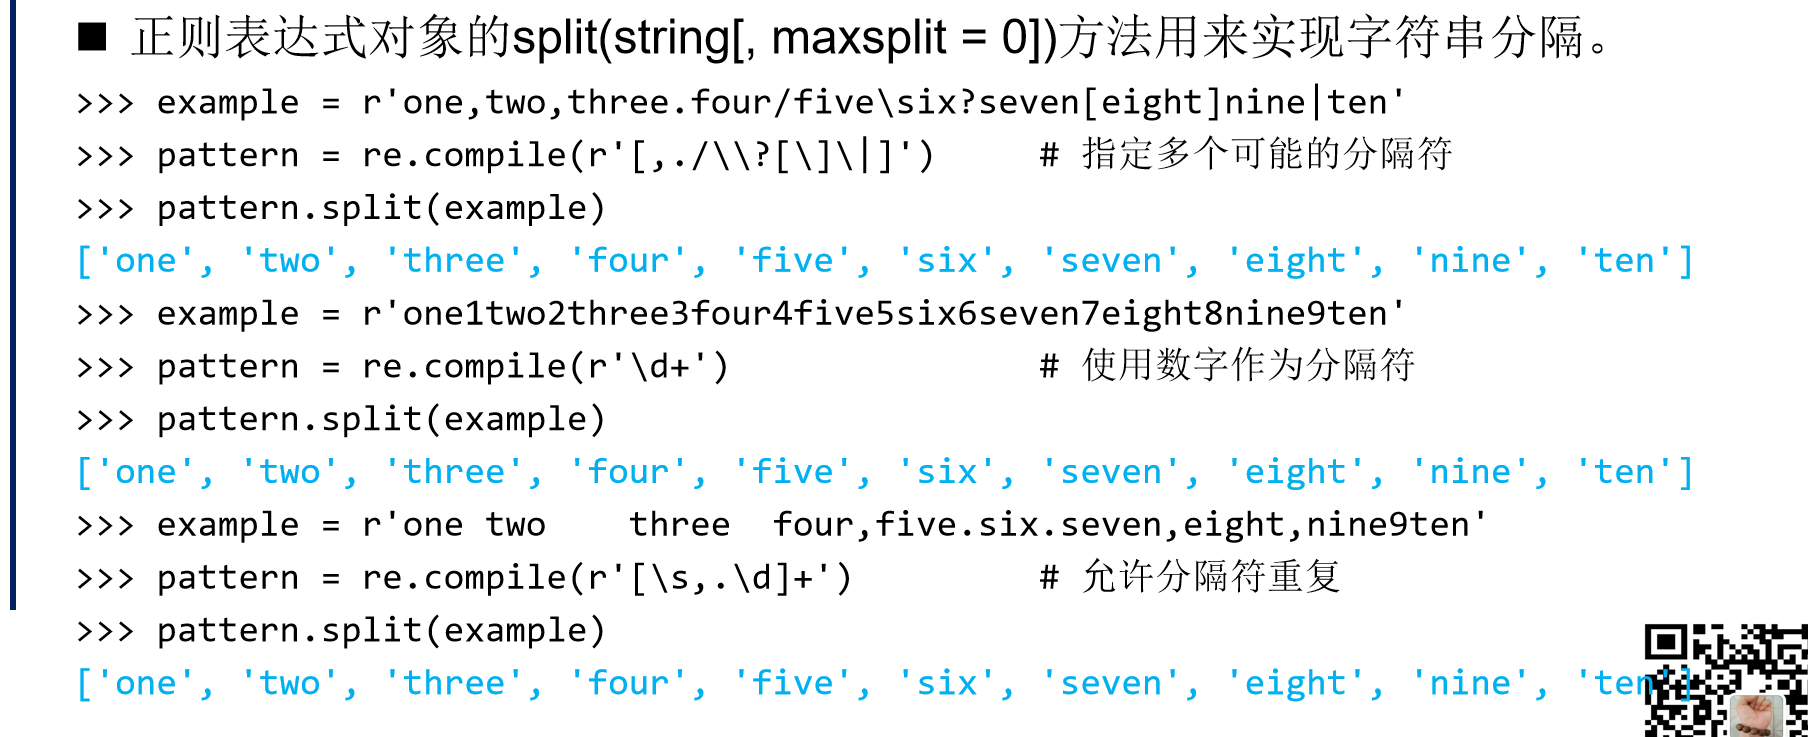 ■ 正则表达式对象的split(string[, maxsplit = 0])方法用来实现字符串分隔。
>>> example = r'one,two,three.four/five\six?seven[eight]nine|ten'
>>> pattern = re.compile(r'[,./\\?[\]\|]')     # 指定多个可能的分隔符
>>> pattern.split(example)
['one', 'two', 'three', 'four', 'five', 'six', 'seven', 'eight', 'nine', 'ten']
>>> example = r'one1two2three3four4five5six6seven7eight8nine9ten'
>>> pattern = re.compile(r'\d+')               # 使用数字作为分隔符
>>> pattern.split(example)
['one', 'two', 'three', 'four', 'five', 'six', 'seven', 'eight', 'nine', 'ten']
>>> example = r'one two    three  four,five.six.seven,eight,nine9ten'
>>> pattern = re.compile(r'[\s,.\d]+')         # 允许分隔符重复
>>> pattern.split(example)
['one', 'two', 'three', 'four', 'five', 'six', 'seven', 'eight', 'nine', 'ten']